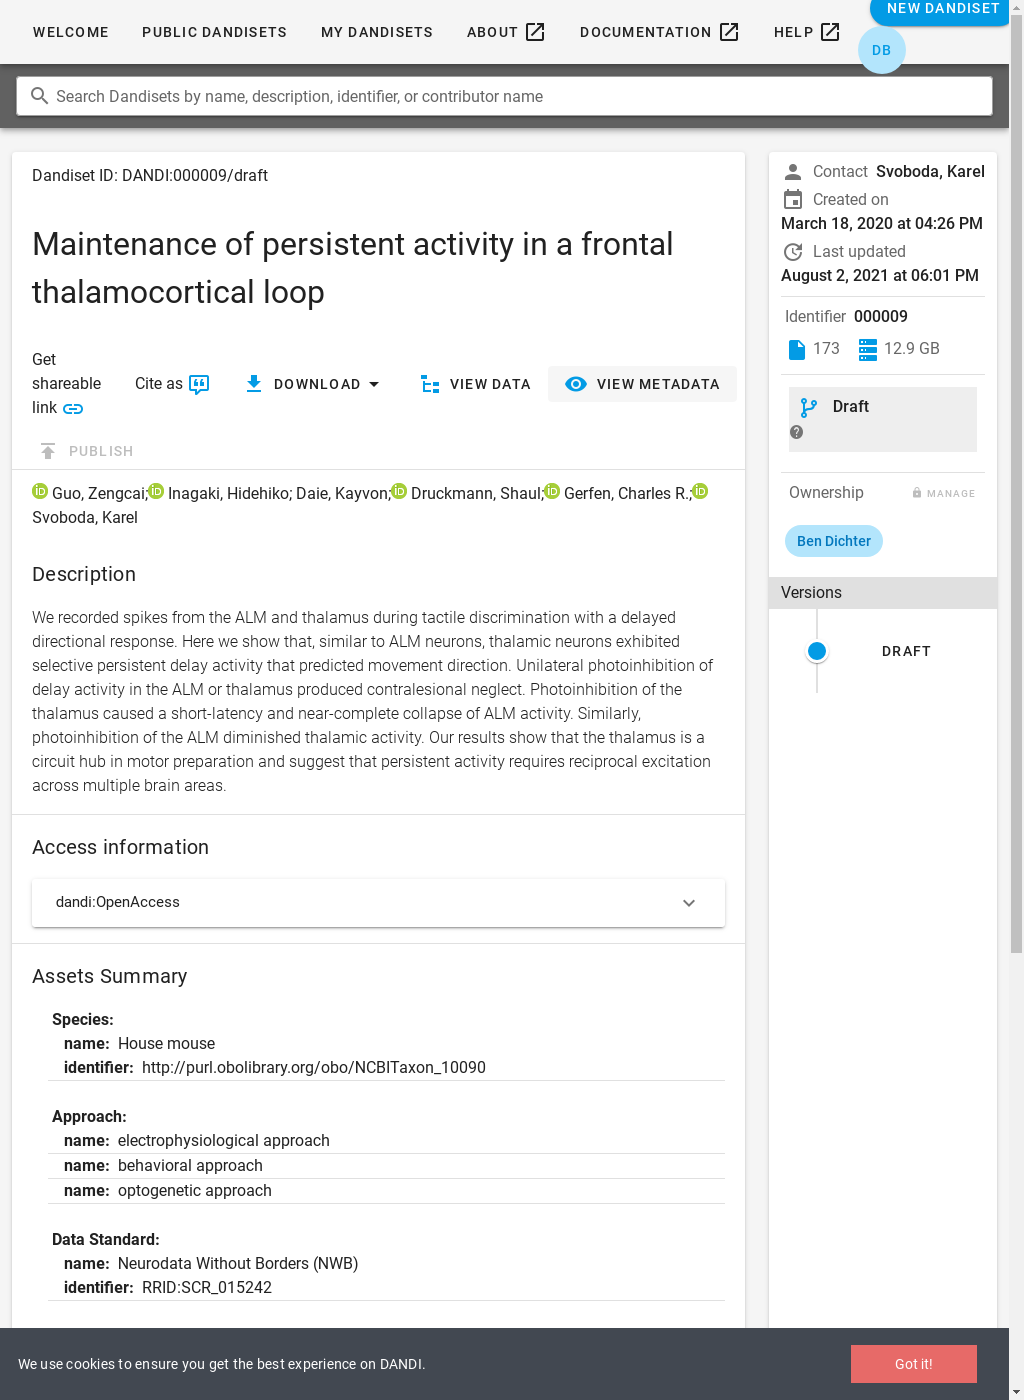 WELCOME
PUBLIC DANDISETS
MY DANDISETS
ABOUT
DOCUMENTATION
HELP
NEW DANDISET
DB
Search Dandisets by name, description, identifier, or contributor name
Dandiset ID: DANDI:000009/draft
Maintenance of persistent activity in a frontal
thalamocortical loop
Get
shareable
link
Cite as
DOWNLOAD
VIEW DATA
VIEW METADATA
PUBLISH
Guo, Zengcai; Inagaki, Hidehiko; Daie, Kayvon; Druckmann, Shaul; Gerfen, Charles R.;
Svoboda, Karel
Description
We recorded spikes from the ALM and thalamus during tactile discrimination with a delayed
directional response. Here we show that, similar to ALM neurons, thalamic neurons exhibited
selective persistent delay activity that predicted movement direction. Unilateral photoinhibition of
delay activity in the ALM or thalamus produced contralesional neglect. Photoinhibition of the
thalamus caused a short-latency and near-complete collapse of ALM activity. Similarly,
photoinhibition of the ALM diminished thalamic activity. Our results show that the thalamus is a
circuit hub in motor preparation and suggest that persistent activity requires reciprocal excitation
across multiple brain areas.
Access information
dandi:OpenAccess
Assets Summary
Species:
name: House mouse
identifier: http://purl.obolibrary.org/obo/NCBITaxon_10090
Approach:
name: electrophysiological approach
name: behavioral approach
name: optogenetic approach
Data Standard:
name: Neurodata Without Borders (NWB)
identifier: RRID:SCR_015242
Contact Svoboda, Karel
Created on
March 18, 2020 at 04:26 PM
Last updated
August 2, 2021 at 06:01 PM
Identifier 000009
173 12.9 GB
Draft
Ownership
MANAGE
Ben Dichter
Versions
DRAFT
We use cookies to ensure you get the best experience on DANDI.
Got it!